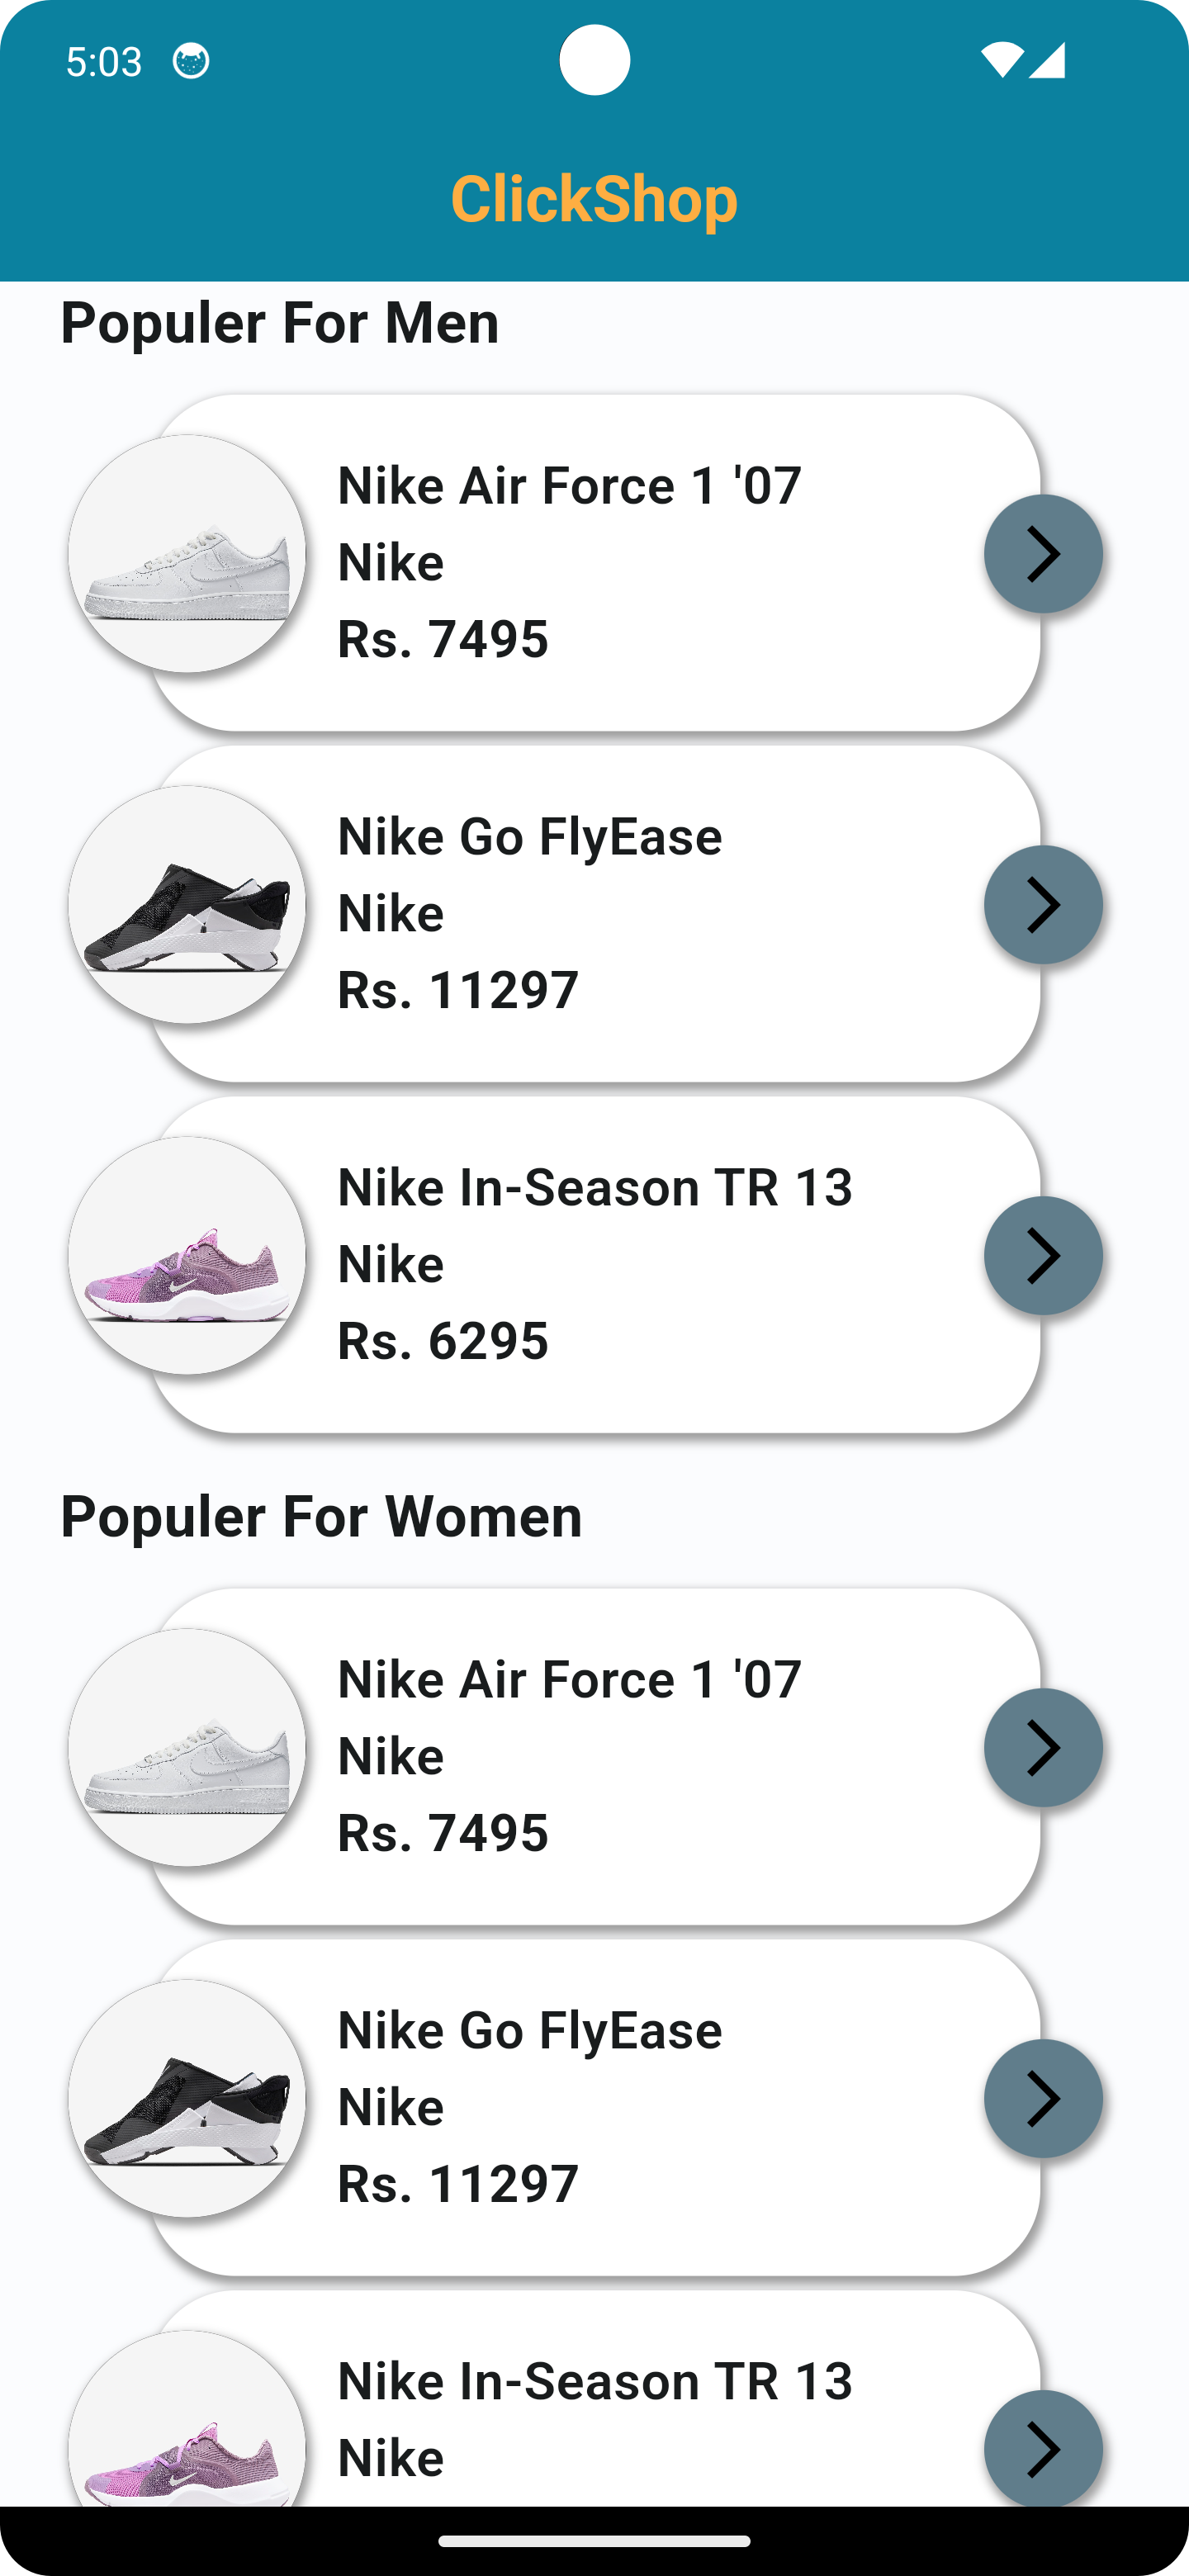 5:03
ClickShop
Populer For Men
Nike Air Force 1 '07
Nike
Rs. 7495
Nike Go FlyEase
Nike
Rs. 11297
Nike In-Season TR 13
Nike
Rs. 6295
Populer For Women
Nike Air Force 1 '07
Nike
Rs. 7495
Nike Go FlyEase
Nike
Rs. 11297
Nike In-Season TR 13
Nike